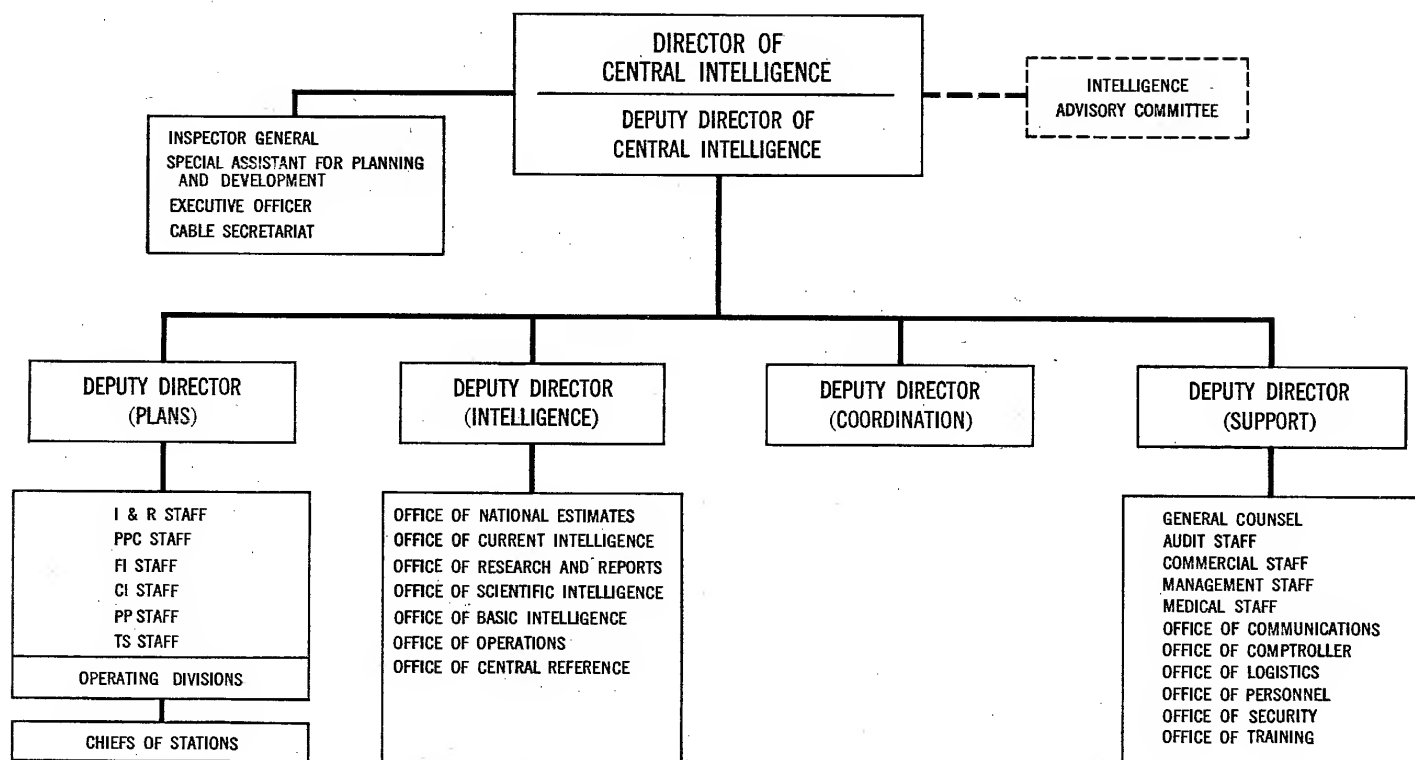 DIRECTOR OF
CENTRAL INTELLIGENCE
DEPUTY DIRECTOR OF
CENTRAL INTELLIGENCE
INTELLIGENCE
ADVISORY COMMITTEE
INSPECTOR GENERAL
SPECIAL ASSISTANT FOR PLANNING
AND DEVELOPMENT
EXECUTIVE OFFICER
CABLE SECRETARIAT
DEPUTY DIRECTOR
(PLANS)
I & R STAFF
PPC STAFF
FI STAFF
CI STAFF
PP STAFF
TS STAFF
OPERATING DIVISIONS
CHIEFS OF STATIONS
DEPUTY DIRECTOR
(INTELLIGENCE)
OFFICE OF NATIONAL ESTIMATES
OFFICE OF CURRENT INTELLIGENCE
OFFICE OF RESEARCH AND REPORTS
OFFICE OF SCIENTIFIC INTELLIGENCE
OFFICE OF BASIC INTELLIGENCE
OFFICE OF OPERATIONS
OFFICE OF CENTRAL REFERENCE
DEPUTY DIRECTOR
(COORDINATION)
DEPUTY DIRECTOR
(SUPPORT)
GENERAL COUNSEL
AUDIT STAFF
COMMERCIAL STAFF
MANAGEMENT STAFF
MEDICAL STAFF
OFFICE OF COMMUNICATIONS
OFFICE OF COMPTROLLER
OFFICE OF LOGISTICS
OFFICE OF PERSONNEL
OFFICE OF SECURITY
OFFICE OF TRAINING